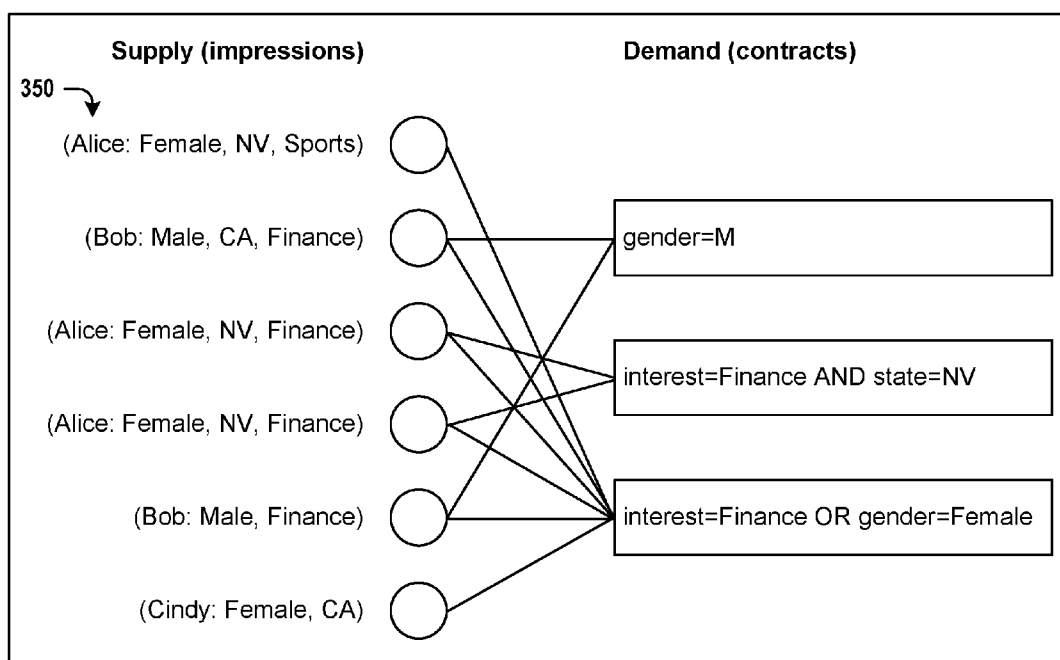 Supply (impressions)
Demand (contracts)
350
(Alice: Female, NV, Sports)
(Bob: Male, CA, Finance)
gender=M
(Alice: Female, NV, Finance)
interest=Finance AND state=NV
(Alice: Female, NV, Finance)
(Bob: Male, Finance)
interest=Finance OR gender=Female
(Cindy: Female, CA)